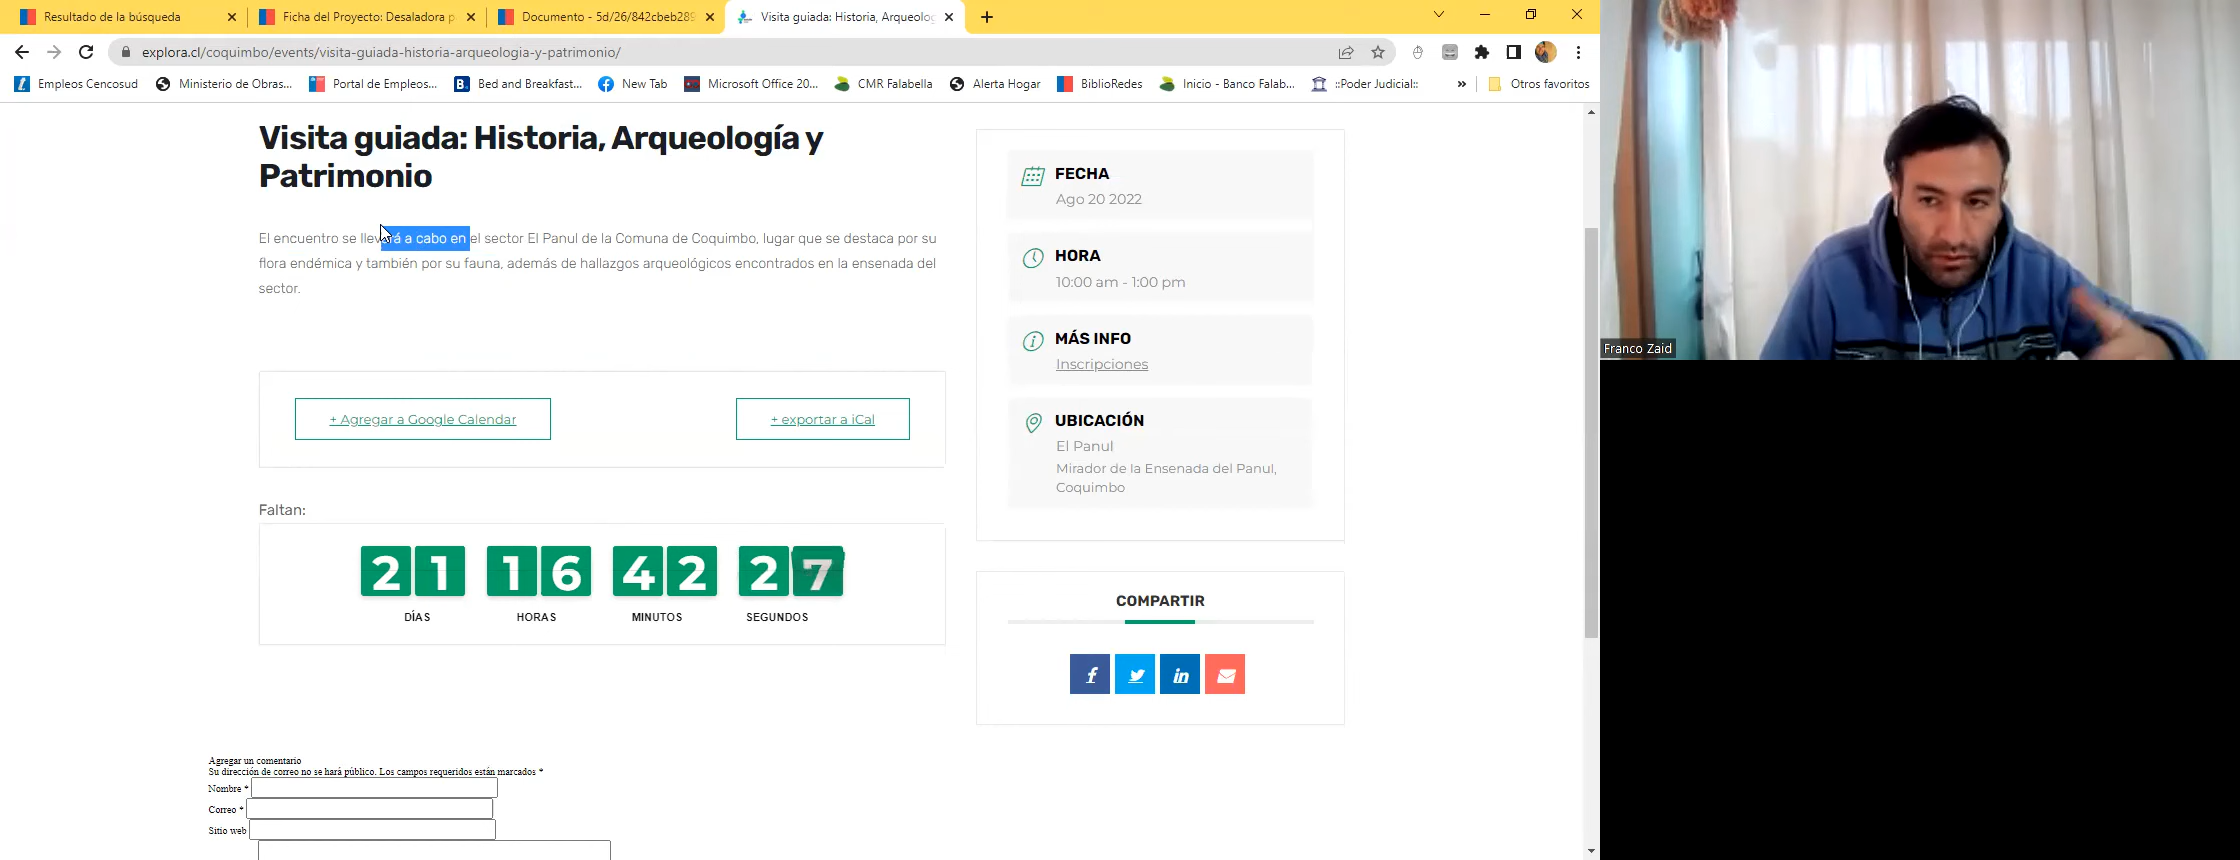 Resultado de la búsqueda
Ficha del Proyecto: Desaladora p
Documento - 5d/26/842cbeb289
Visita guiada: Historia, Arqueolog
explora.cl/coquimbo/events/visita-guiada-historia-arqueologia-y-patrimonio/
Empleos Cencosud
Ministerio de Obras...
Portal de Empleos...
Bed and Breakfast...
New Tab
Microsoft Office 20...
CMR Falabella
Alerta Hogar
BiblioRedes
Inicio - Banco Falab...
::Poder Judicial::
»
Otros favoritos
Visita guiada: Historia, Arqueología y
Patrimonio
El encuentro se llevará a cabo en el sector El Panul de la Comuna de Coquimbo, lugar que se destaca por su
flora endémica y también por su fauna, además de hallazgos arqueológicos encontrados en la ensenada del
sector.
+ Agregar a Google Calendar
+ exportar a iCal
Faltan:
21 16 42 27
DÍAS HORAS MINUTOS SEGUNDOS
FECHA
Ago 20 2022
HORA
10:00 am - 1:00 pm
MÁS INFO
Inscripciones
UBICACIÓN
El Panul
Mirador de la Ensenada del Panul,
Coquimbo
COMPARTIR
Agregar un comentario
Su dirección de correo no se hará público. Los campos requeridos están marcados *
Nombre *
Correo *
Sitio web
Franco Zaid